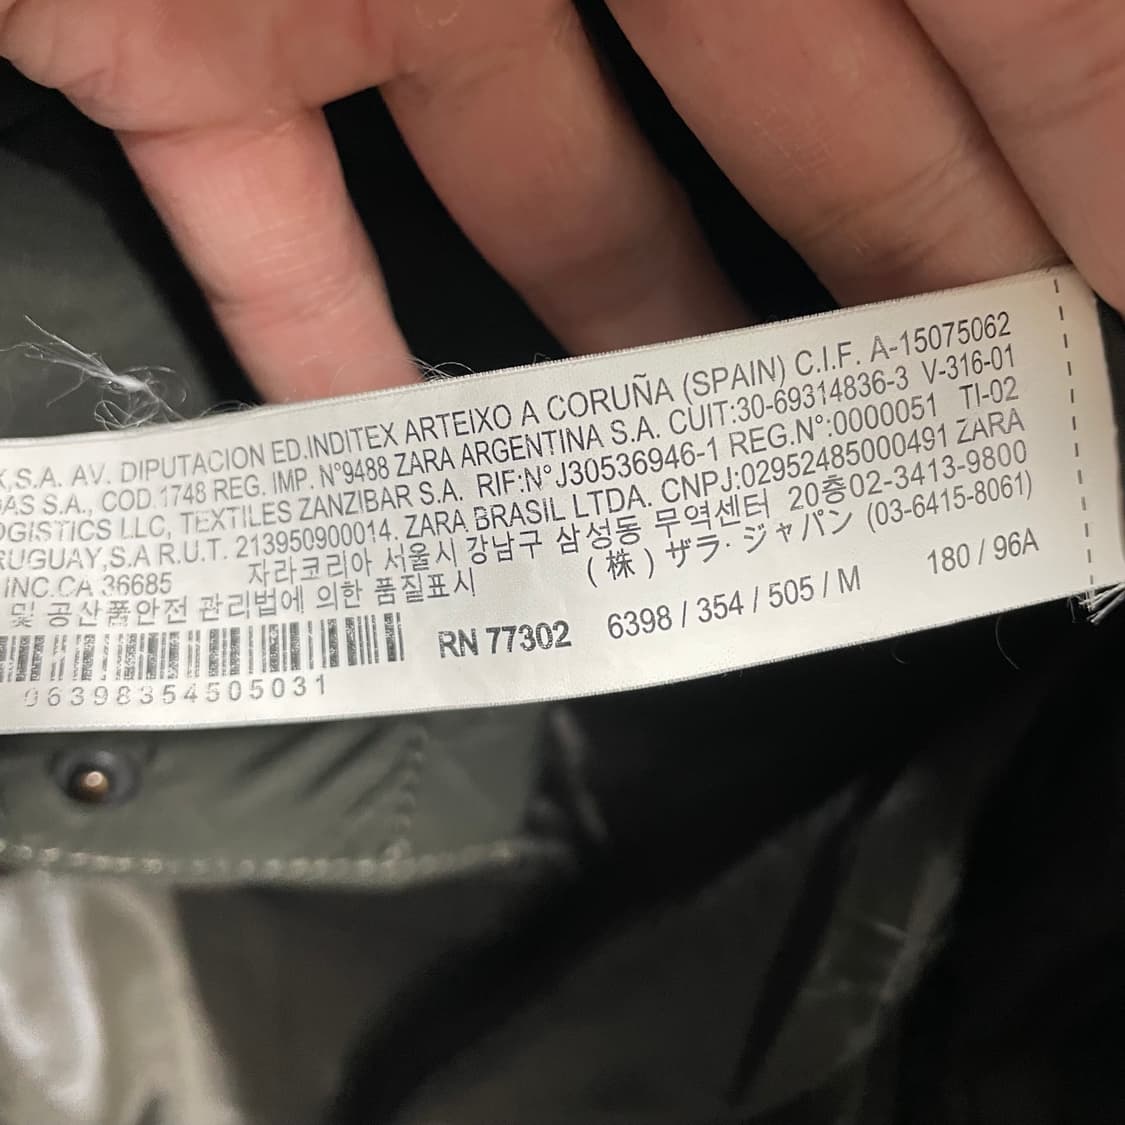 S.A. AV. DIPUTACION ED.INDITEX ARTEIXO A CORUÑA (SPAIN) C.I.F. A-15075062
S.A., COD.1748 REG. IMP. N°9488 ZARA ARGENTINA S.A. CUIT:30-69314836-3 V-316-01
LLC, TEXTILES ZANZIBAR S.A. RIF:N°J30536946-1 REG.N°:0000051 TI-02
S.A R.U.T. 213950900014. ZARA BRASIL LTDA. CNPJ:02952485000491 ZARA
INC.CA 36685 자라코리아 서울시 강남구 삼성동 무역센터 20층02-3413-9800
및 공산품안전 관리법에 의한 품질표시 (株) ザラ・ジャパン (03-6415-8061)
RN 77302 6398 / 354 / 505 / M 180 / 96A
06398354505031